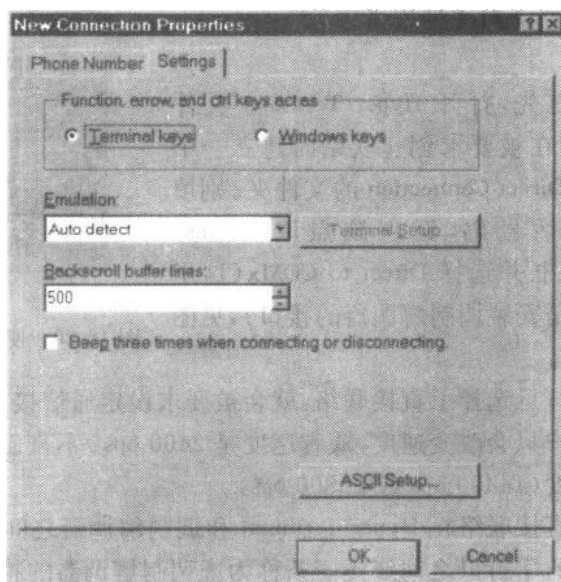 New Connection Properties
Phone Number Settings
Function, arrow, and ctrl keys act as
Terminal keys Windows keys
Emulation:
Auto detect Terminal Setup...
Backscroll buffer lines:
500
Beep three times when connecting or disconnecting.
ASCII Setup...
OK Cancel